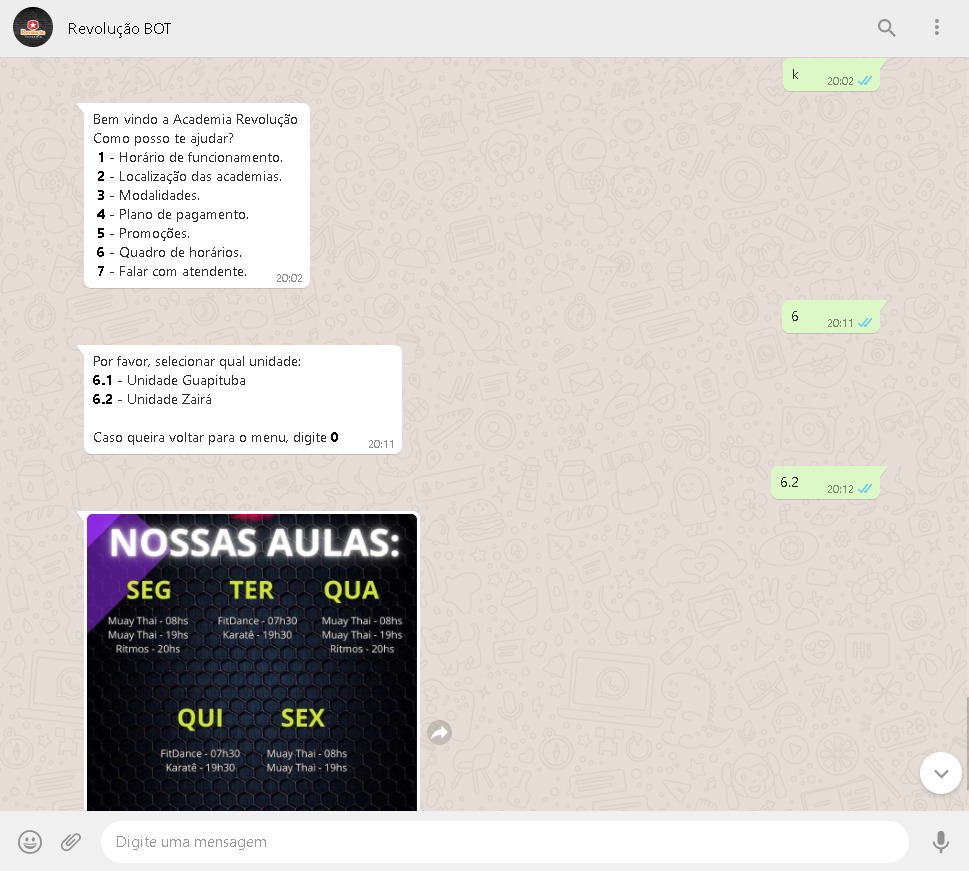 Revolução BOT
k
20:02
Bem vindo a Academia Revolução
Como posso te ajudar?
1 - Horário de funcionamento.
2 - Localização das academias.
3 - Modalidades.
4 - Plano de pagamento.
5 - Promoções.
6 - Quadro de horários.
7 - Falar com atendente.
20:02
6
20:11
Por favor, selecionar qual unidade:
6.1 - Unidade Guapituba
6.2 - Unidade Zairá
Caso queira voltar para o menu, digite 0
20:11
6.2
20:12
NOSSAS AULAS:
SEG
Muay Thai - 08hs
Muay Thai - 19hs
Ritmos - 20hs
TER
FitDance - 07h30
Karatê - 19h30
QUA
Muay Thai - 08hs
Muay Thai - 19hs
Ritmos - 20hs
QUI
FitDance - 07h30
Karatê - 19h30
SEX
Muay Thai - 08hs
Muay Thai - 19hs
Digite uma mensagem